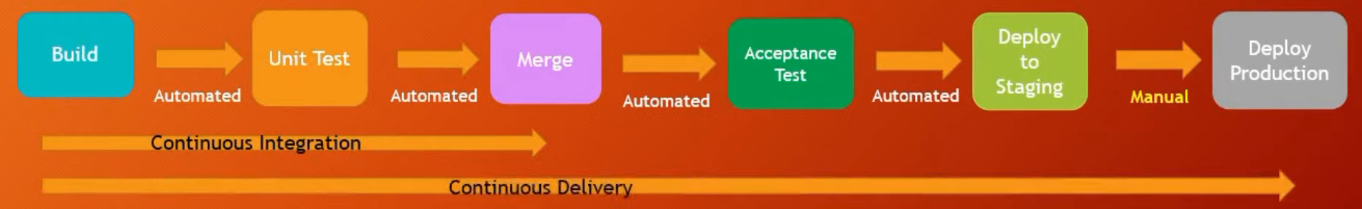 Build
Automated
Unit Test
Automated
Merge
Automated
Acceptance
Test
Automated
Deploy
to
Staging
Manual
Deploy
Production
Continuous Integration
Continuous Delivery